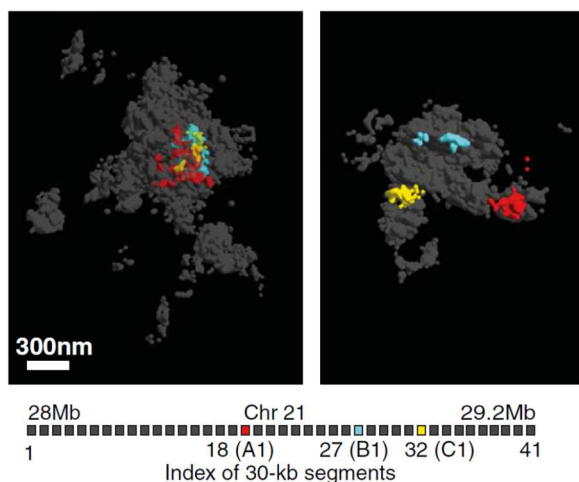 300nm
28Mb Chr 21 29.2Mb
1 18 (A1) 27 (B1) 32 (C1) 41
Index of 30-kb segments